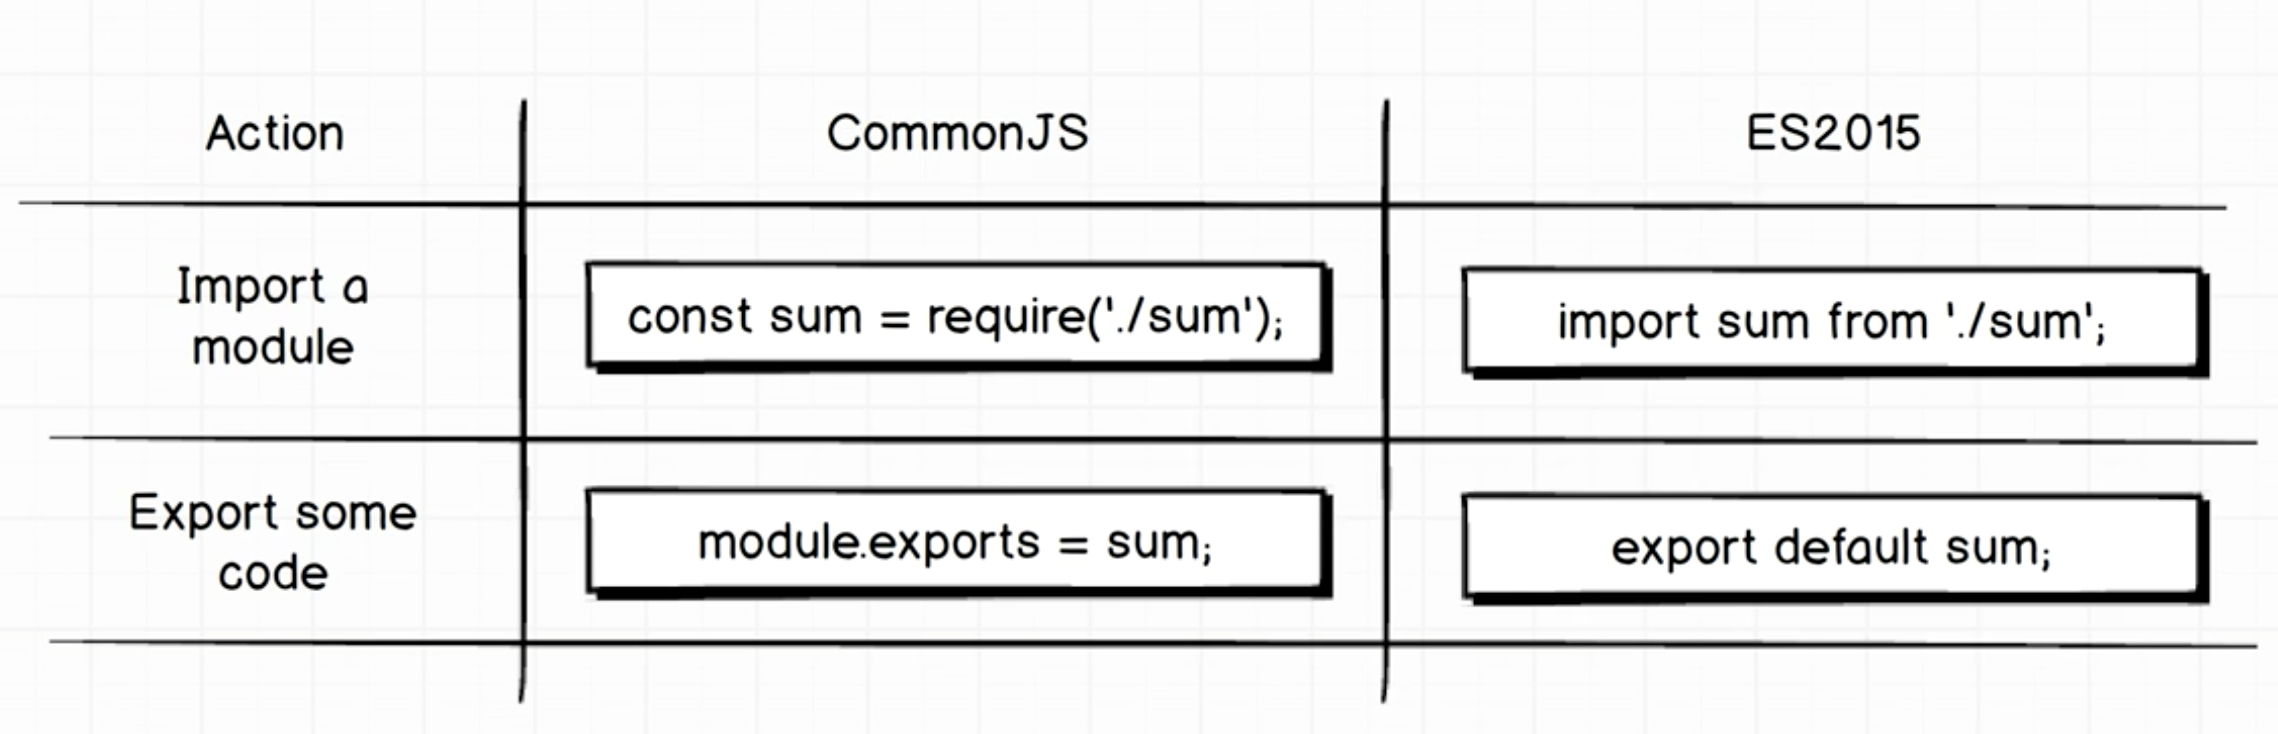 Action
CommonJS
ES2015
Import a
module
const sum = require('./sum');
import sum from './sum';
Export some
code
module.exports = sum;
export default sum;